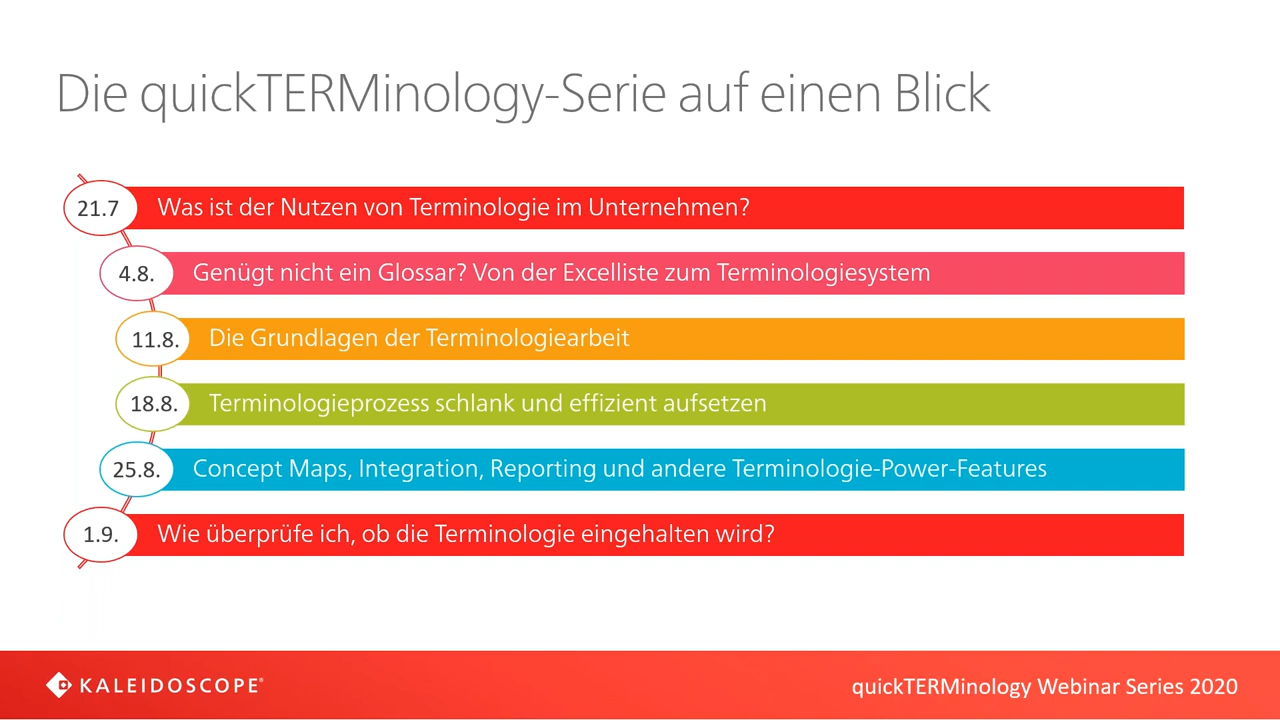 Die quickTERMinology-Serie auf einen Blick
21.7 Was ist der Nutzen von Terminologie im Unternehmen?
4.8. Genügt nicht ein Glossar? Von der Excelliste zum Terminologiesystem
11.8. Die Grundlagen der Terminologiearbeit
18.8. Terminologieprozess schlank und effizient aufsetzen
25.8. Concept Maps, Integration, Reporting und andere Terminologie-Power-Features
1.9. Wie überprüfe ich, ob die Terminologie eingehalten wird?
KALEIDOSCOPE® quickTERMinology Webinar Series 2020